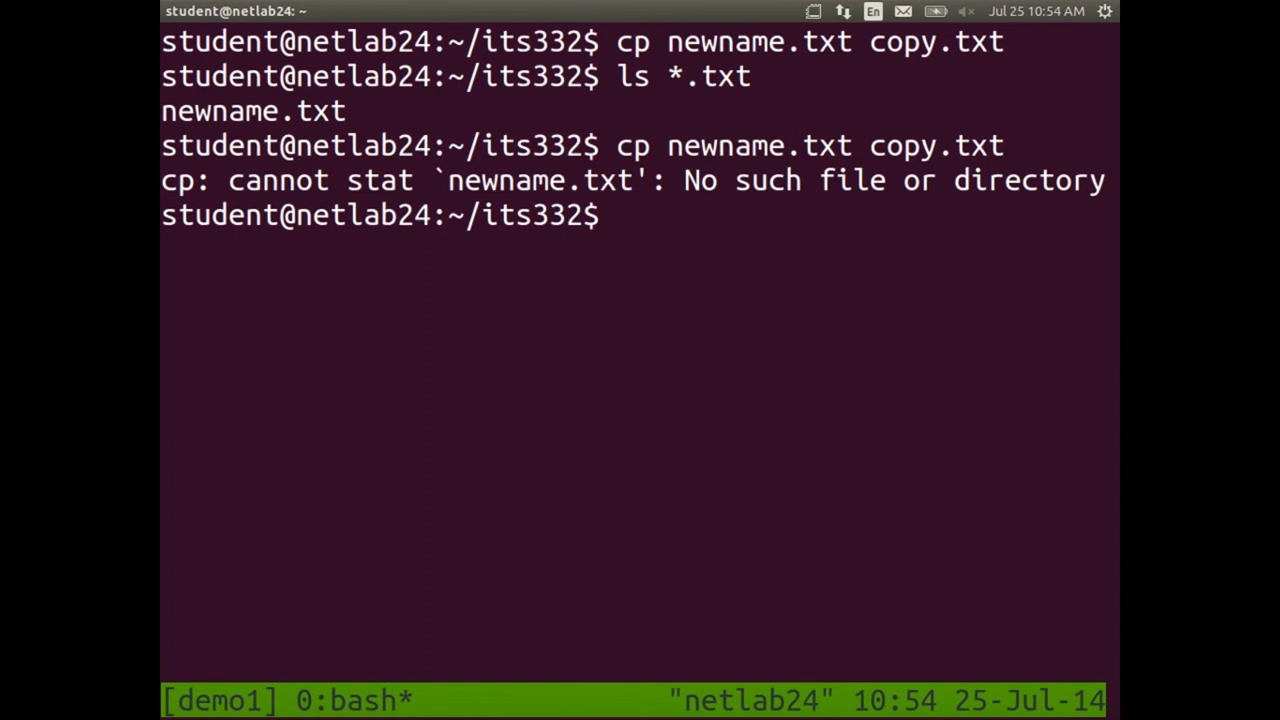 student@netlab24: ~ En Jul 25 10:54 AM
student@netlab24:~/its332$ cp newname.txt copy.txt
student@netlab24:~/its332$ ls *.txt
newname.txt
student@netlab24:~/its332$ cp newname.txt copy.txt
cp: cannot stat `newname.txt': No such file or directory
student@netlab24:~/its332$
[demo1] 0:bash* "netlab24" 10:54 25-Jul-14